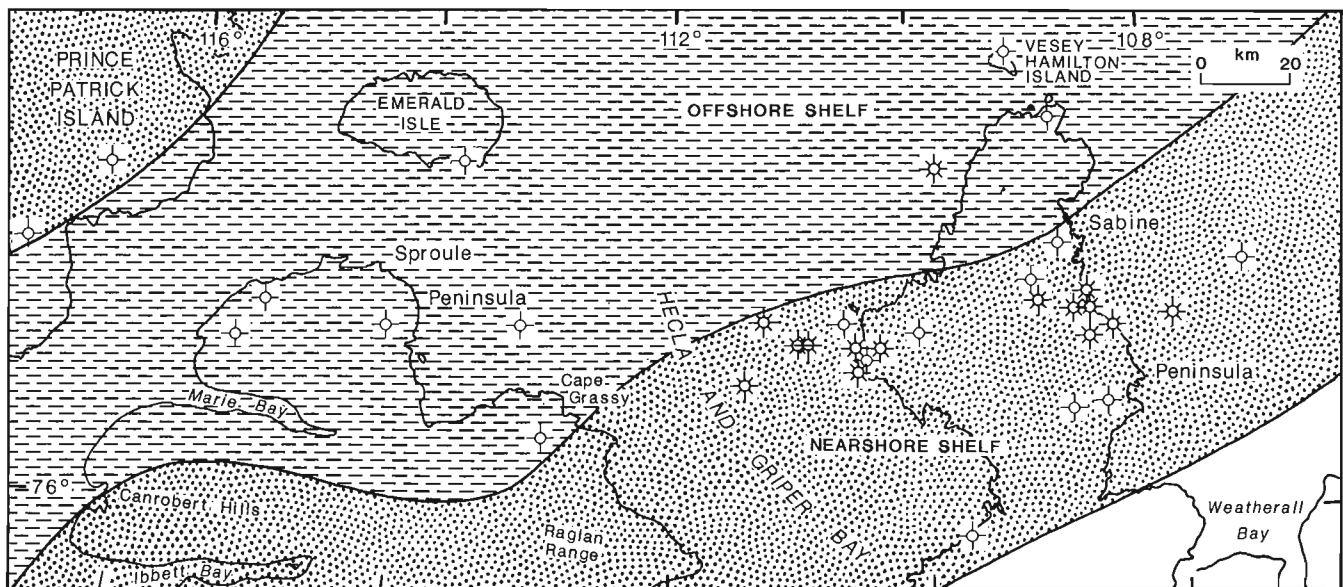 116°
112°
108°
PRINCE
PATRICK
ISLAND
EMERALD
ISLE
OFFSHORE SHELF
VESEY
HAMILTON
ISLAND
km
0 20
Sproule
Peninsula
Sabine
Peninsula
HECLA AND GRIPER BAY
Cape
Grassy
Marie Bay
NEARSHORE SHELF
76°
Canrobert Hills
Ibbett Bay
Raglan
Range
Weatherall
Bay